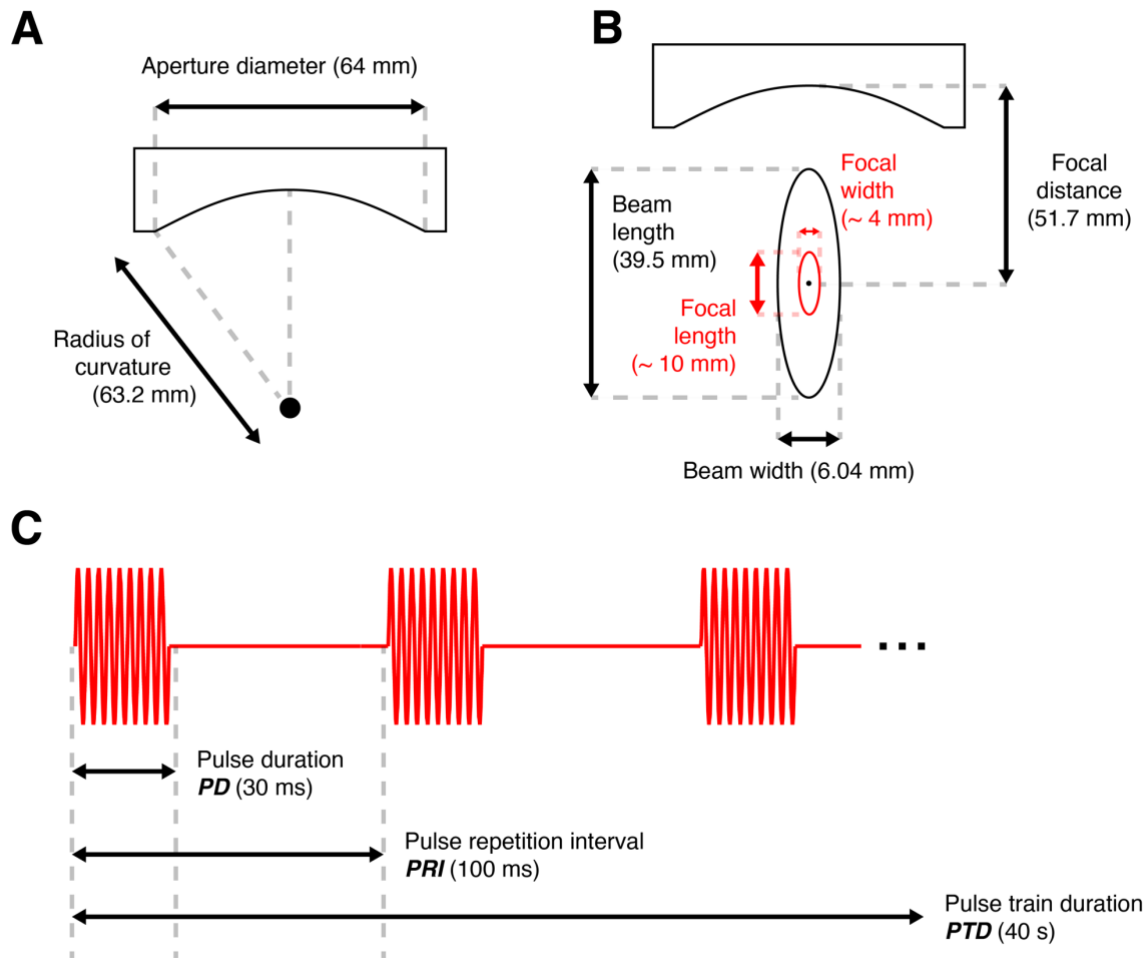 A
Aperture diameter (64 mm)
Radius of
curvature
(63.2 mm)
B
Beam
length
(39.5 mm)
Focal
width
(~ 4 mm)
Focal
distance
(51.7 mm)
Focal
length
(~ 10 mm)
Beam width (6.04 mm)
C
Pulse duration
PD (30 ms)
Pulse repetition interval
PRI (100 ms)
Pulse train duration
PTD (40 s)